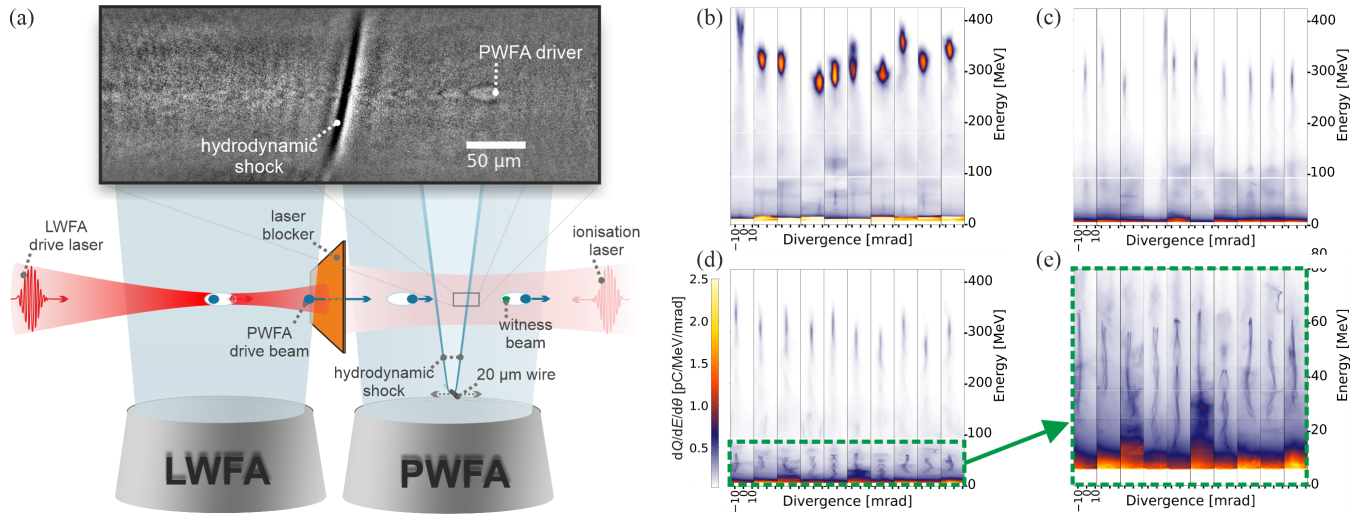 (a)
PWFA driver
hydrodynamic
shock
50 µm
LWFA
drive laser
laser
blocker
ionisation
laser
PWFA
drive beam
witness
beam
hydrodynamic
shock
20 µm wire
LWFA
PWFA
(b)
400
300
200
100
0
Energy [MeV]
−10
0
10
Divergence [mrad]
(c)
400
300
200
100
0
Energy [MeV]
−10
0
10
Divergence [mrad]
(d)
2.5
2.0
1.5
1.0
0.5
dQ/dE/dθ [pC/MeV/mrad]
400
300
200
100
0
Energy [MeV]
−10
0
10
Divergence [mrad]
(e)
80
60
40
20
0
Energy [MeV]
−10
0
10
Divergence [mrad]